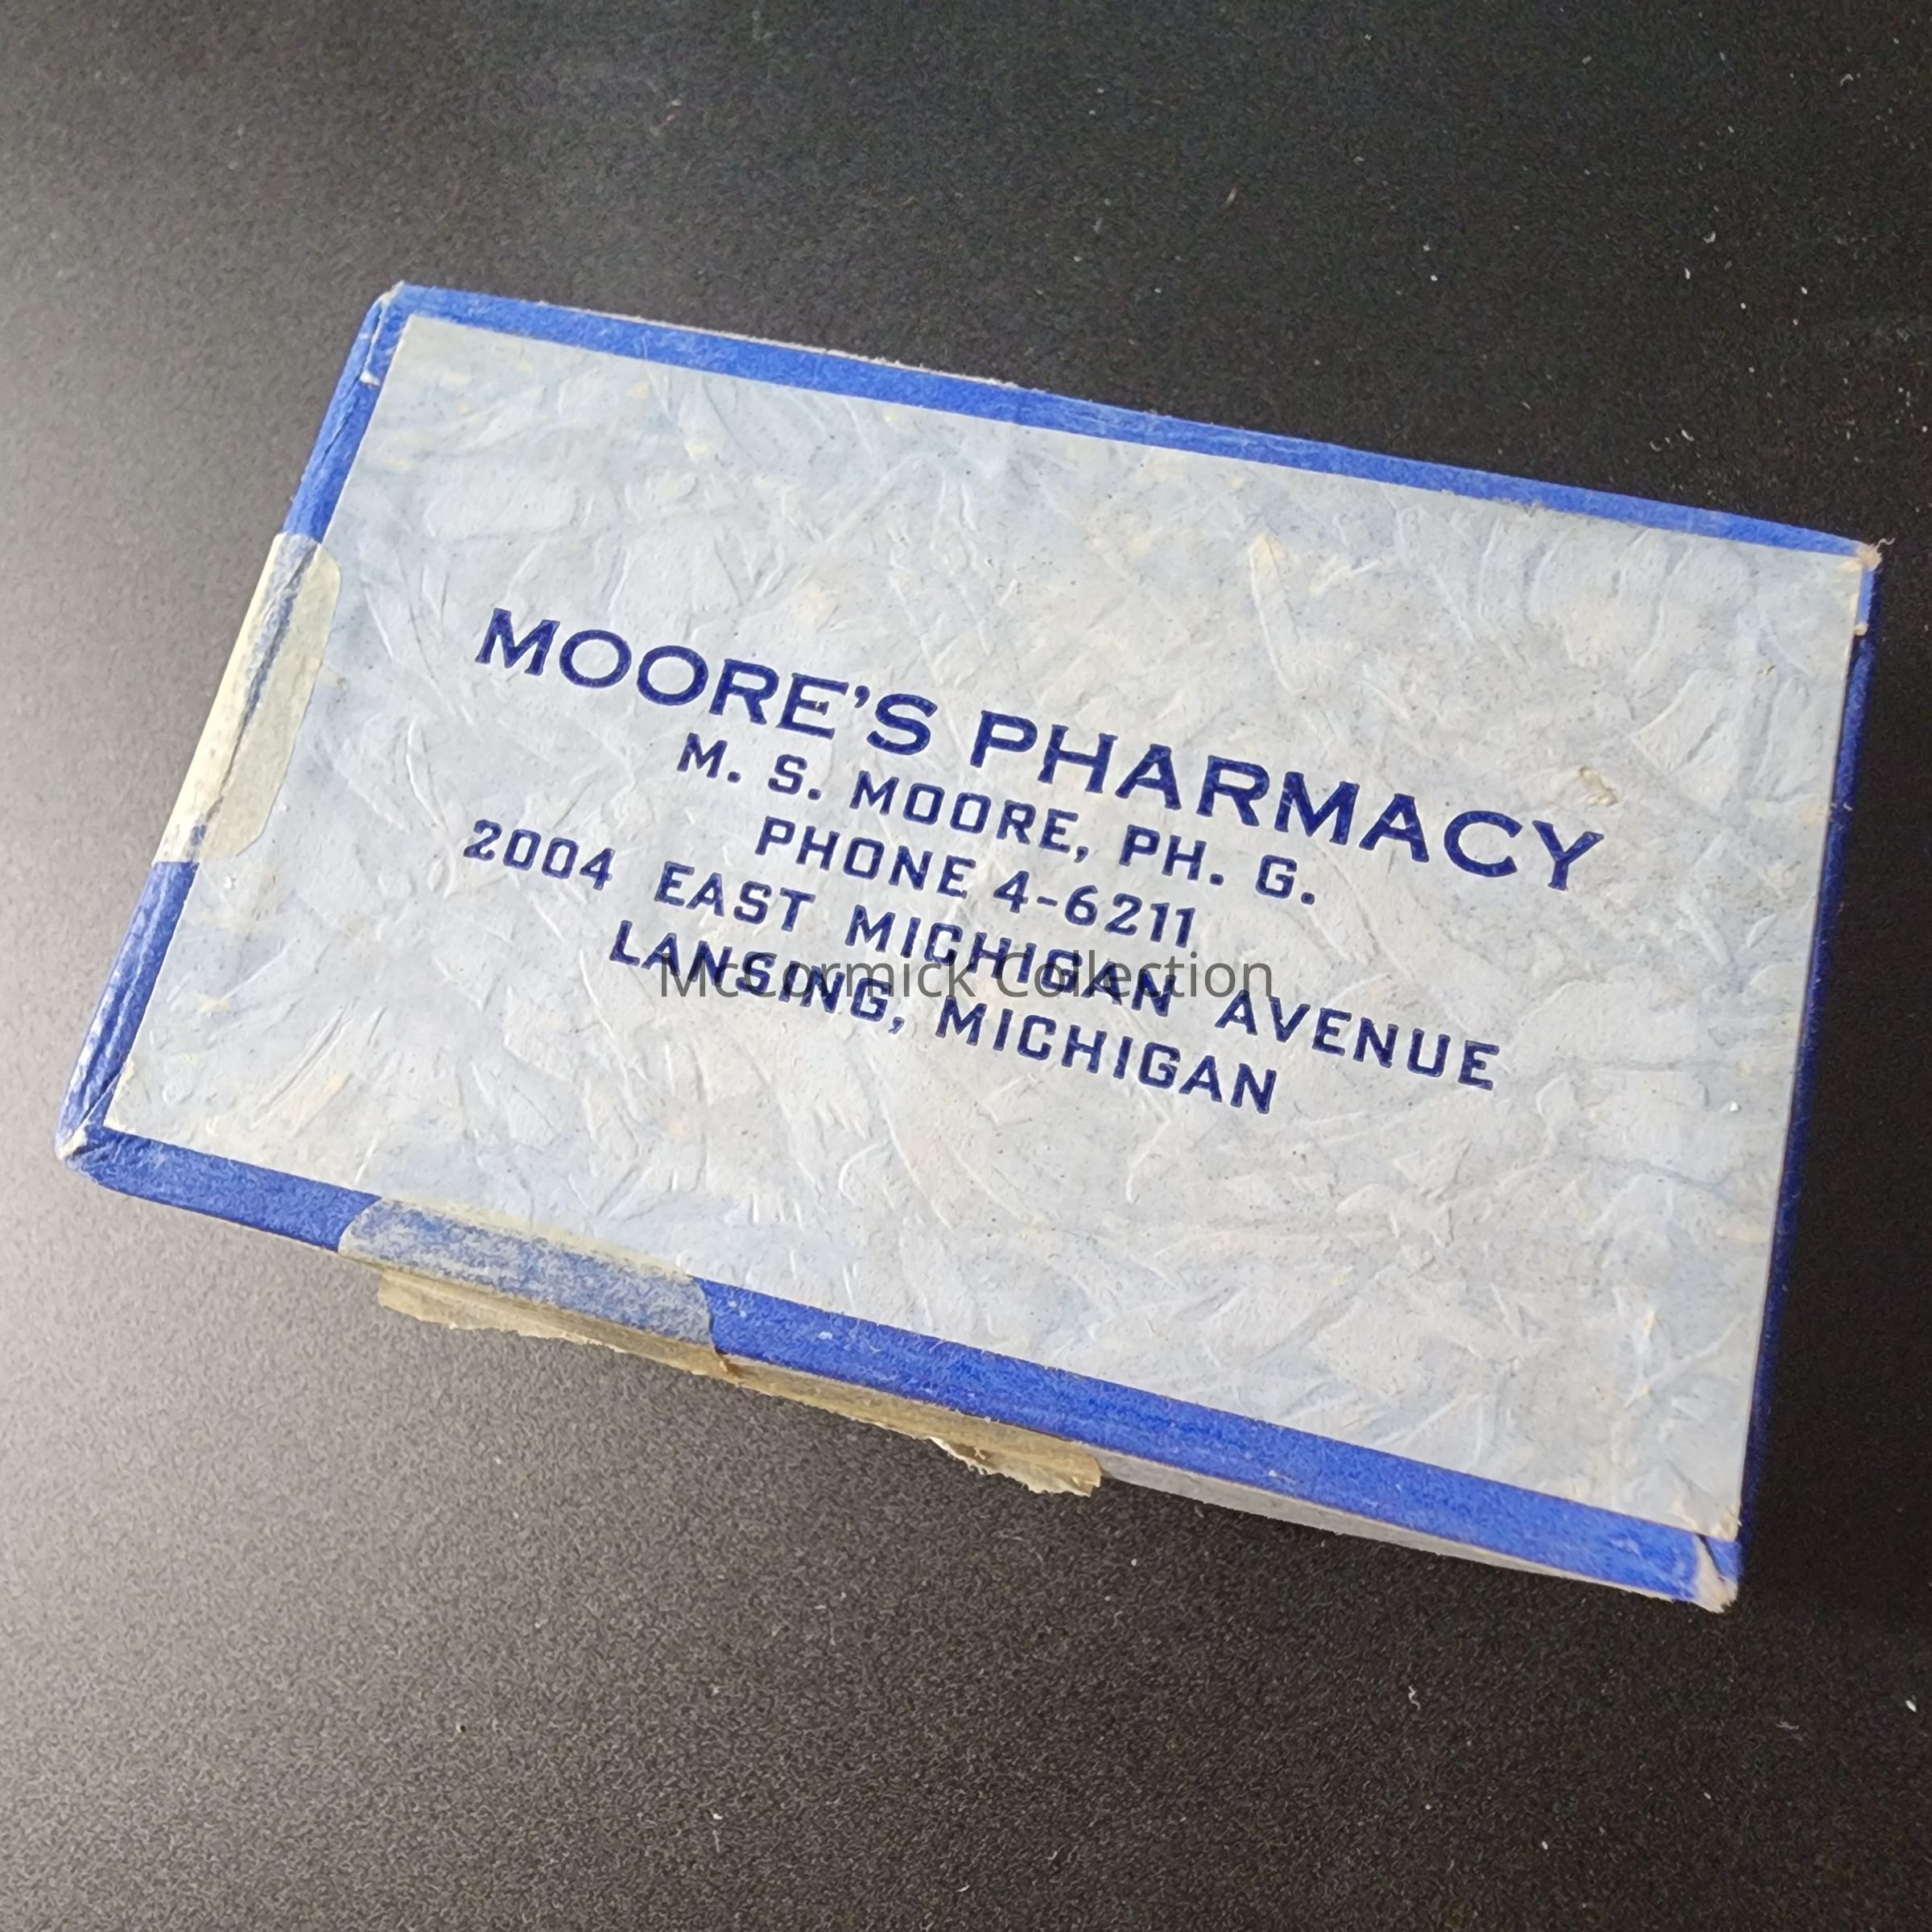 MOORE'S PHARMACY
M. S. MOORE, PH. G.
PHONE 4-6211
2004 EAST MICHIGAN AVENUE
LANSING, MICHIGAN
McCormick Collection